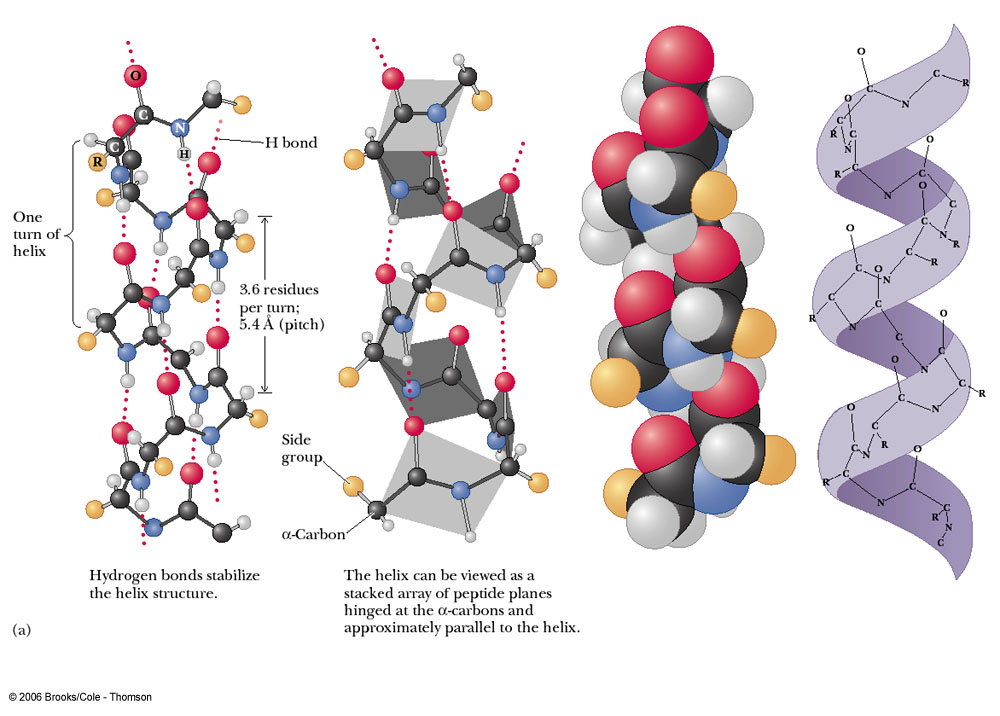 O
C
N
H
C
R
H bond
One
turn of
helix
3.6 residues
per turn;
5.4 Å (pitch)
Side
group
α-Carbon
Hydrogen bonds stabilize
the helix structure.
The helix can be viewed as a
stacked array of peptide planes
hinged at the α-carbons and
approximately parallel to the helix.
O
O
C
R
C
N
O
C
R
N
C
R
C
N
O
C
O
C
C
N
R
C
R
O
C
N
O
C
R
C
N
C
O
N
C
C
R
O
C
N
O
C
R
C
N
R
C
N
C
O
R
C
N
C
(a)
© 2006 Brooks/Cole - Thomson